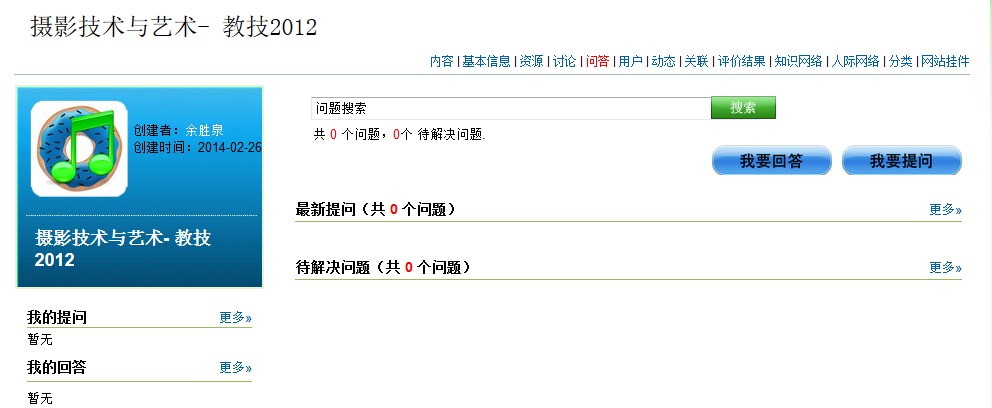 摄影技术与艺术- 教技2012
内容 | 基本信息 | 资源 | 讨论 | 问答 | 用户 | 动态 | 关联 | 评价结果 | 知识网络 | 人际网络 | 分类 | 网站挂件
创建者：余胜泉
创建时间：2014-02-26
摄影技术与艺术- 教技
2012
我的提问 更多»
暂无
我的回答 更多»
暂无
问题搜索 搜索
共 0 个问题，0个 待解决问题.
我要回答 我要提问
最新提问（共 0 个问题） 更多»
待解决问题（共 0 个问题） 更多»